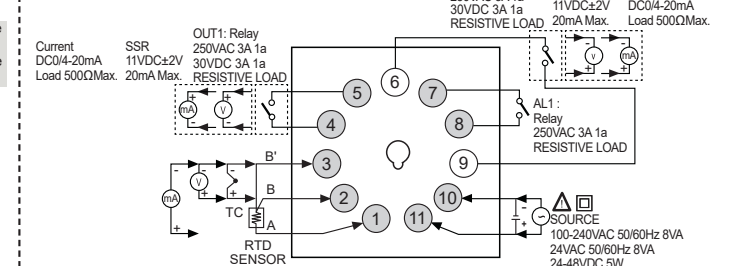 RESISTIVE LOAD
11VDC±2V
20mA Max.
DC0/4-20mA
Load 500ΩMax.
Current
DC0/4-20mA
Load 500ΩMax.
SSR
11VDC±2V
20mA Max.
OUT1: Relay
250VAC 3A 1a
30VDC 3A 1a
RESISTIVE LOAD
mA
V
V
mA
5
4
6
7
8
9
AL1 :
Relay
250VAC 3A 1a
RESISTIVE LOAD
B'
3
V
mA
B
2
TC
A
1
RTD
SENSOR
10
11
SOURCE
100-240VAC 50/60Hz 8VA
24VAC 50/60Hz 8VA
24-48VDC 5W